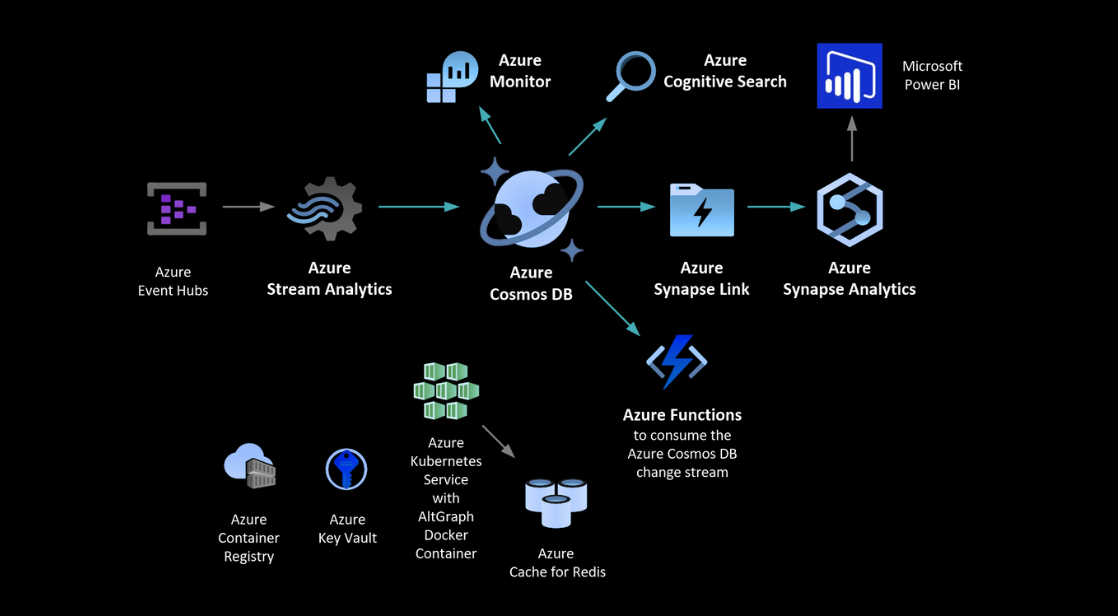 Azure
Monitor
Azure
Cognitive Search
Microsoft
Power BI
Azure
Event Hubs
Azure
Stream Analytics
Azure
Cosmos DB
Azure
Synapse Link
Azure
Synapse Analytics
Azure Functions
to consume the
Azure Cosmos DB
change stream
Azure
Container
Registry
Azure
Key Vault
Azure
Kubernetes
Service
with
AltGraph
Docker
Container
Azure
Cache for Redis